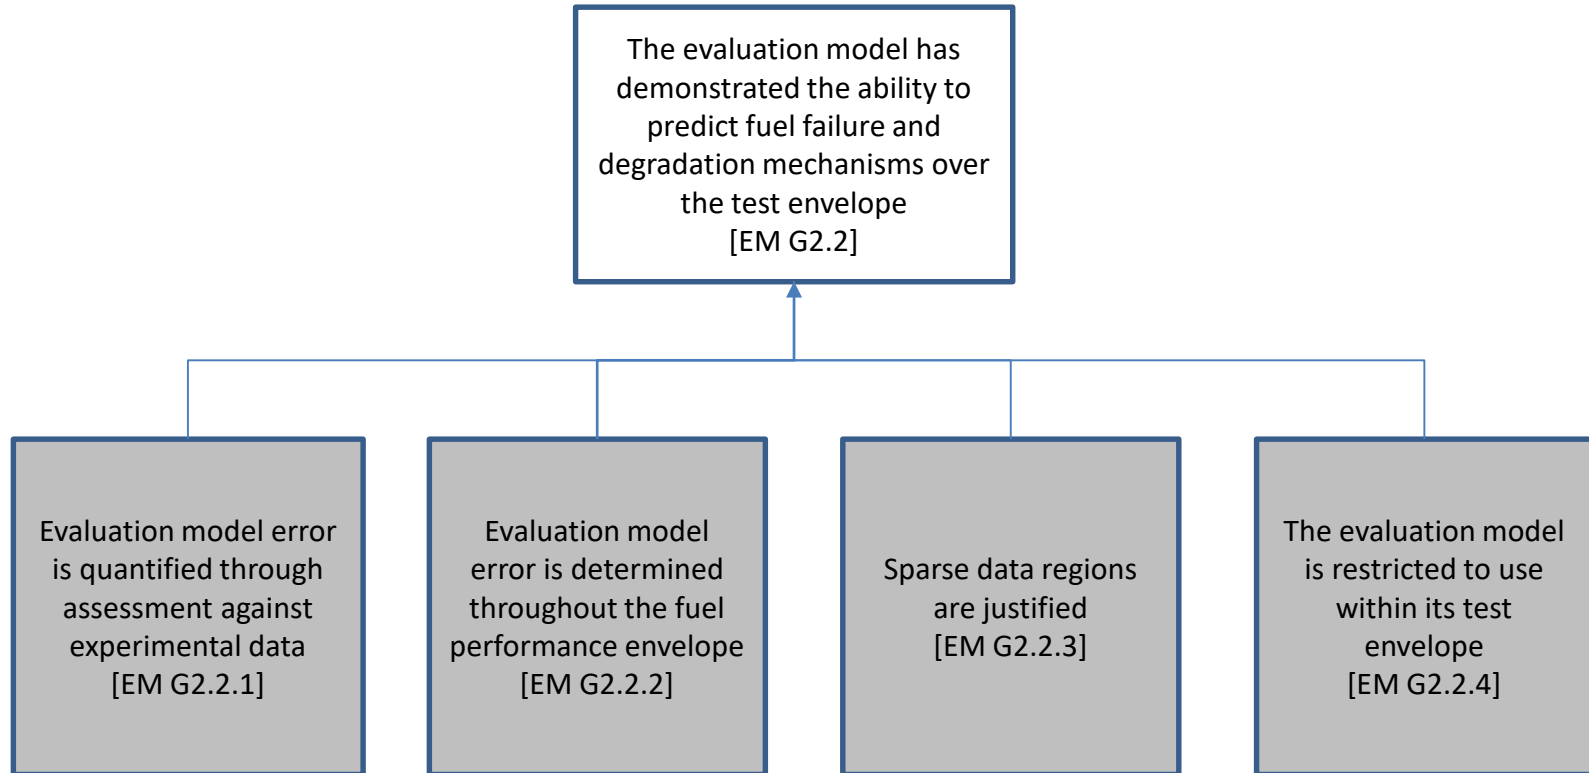 The evaluation model has
demonstrated the ability to
predict fuel failure and
degradation mechanisms over
the test envelope
[EM G2.2]
Evaluation model error
is quantified through
assessment against
experimental data
[EM G2.2.1]
Evaluation model
error is determined
throughout the fuel
performance envelope
[EM G2.2.2]
Sparse data regions
are justified
[EM G2.2.3]
The evaluation model
is restricted to use
within its test
envelope
[EM G2.2.4]